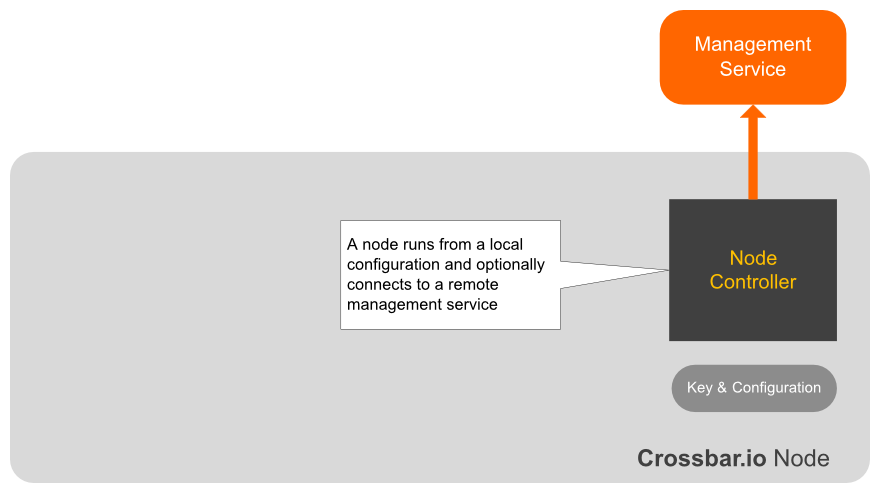 Management
Service
A node runs from a local
configuration and optionally
connects to a remote
management service
Node
Controller
Key & Configuration
Crossbar.io Node